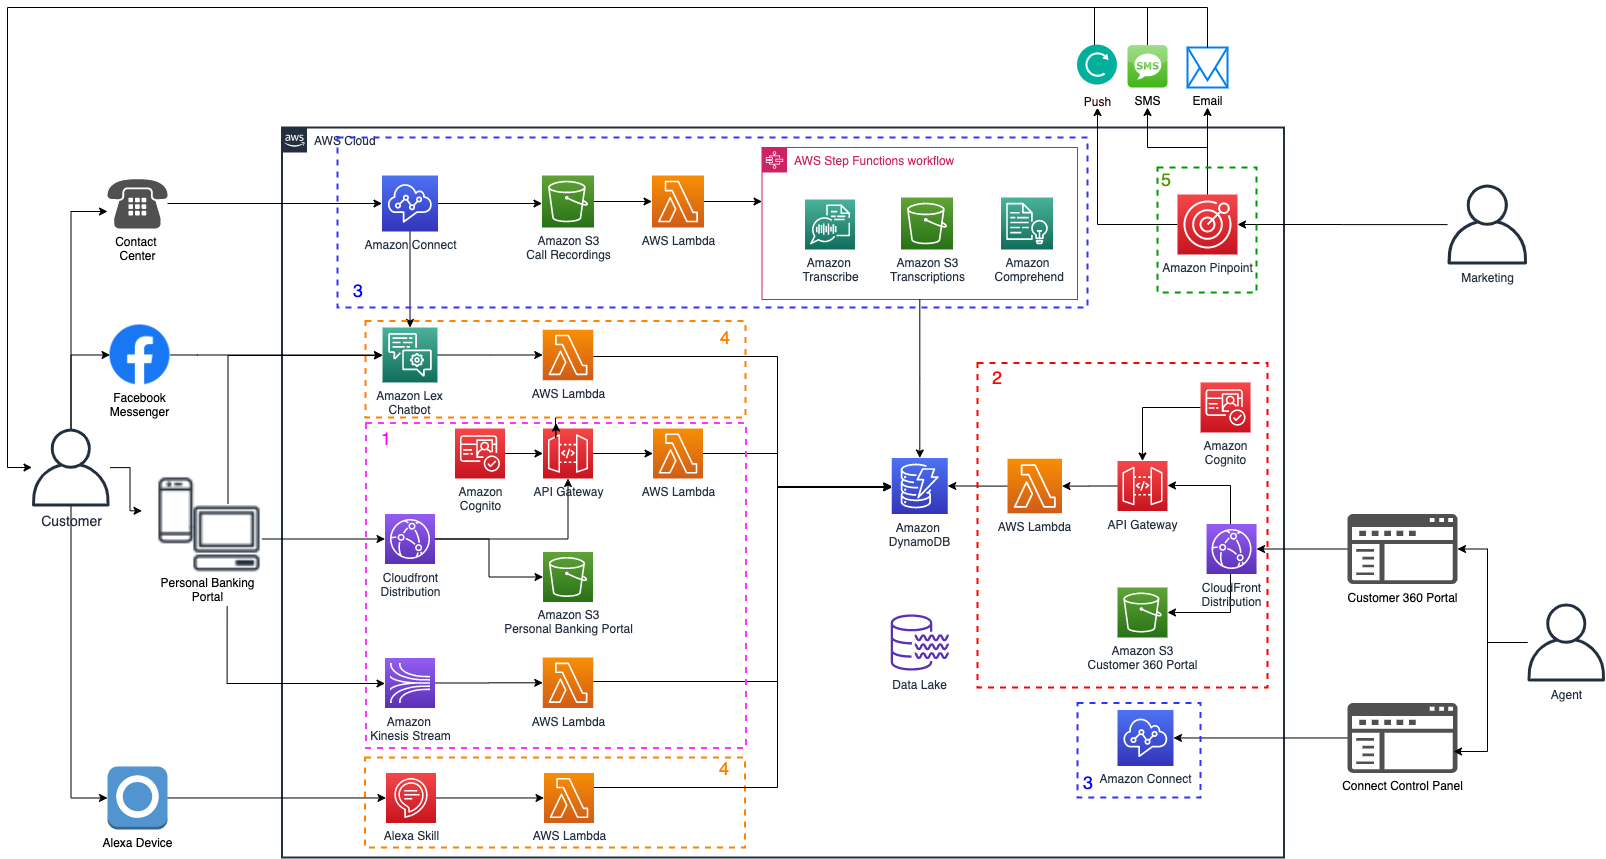 SMS
Push
SMS
Email
aws
AWS Cloud
AWS Step Functions workflow
5
Contact
Center
Amazon Connect
Amazon S3
Call Recordings
AWS Lambda
Amazon
Transcribe
Amazon S3
Transcriptions
Amazon
Comprehend
Amazon Pinpoint
Marketing
3
4
Facebook
Messenger
Amazon Lex
Chatbot
AWS Lambda
2
1
Amazon
Cognito
API Gateway
AWS Lambda
Amazon
Cognito
Customer
Amazon
DynamoDB
AWS Lambda
API Gateway
Personal Banking
Portal
Cloudfront
Distribution
Amazon S3
Personal Banking Portal
CloudFront
Distribution
Customer 360 Portal
Data Lake
Amazon S3
Customer 360 Portal
Agent
Amazon
Kinesis Stream
AWS Lambda
4
3
Amazon Connect
Connect Control Panel
Alexa Device
Alexa Skill
AWS Lambda